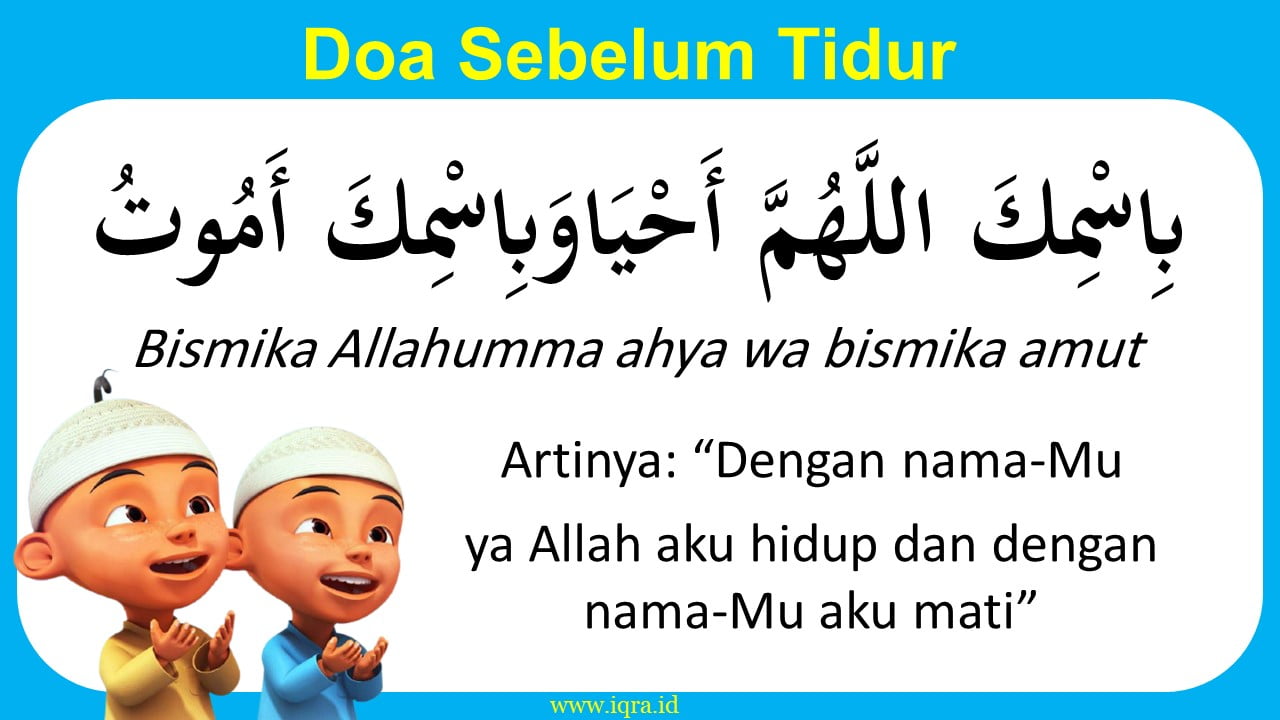 Doa Sebelum Tidur
بِاسْمِكَ اللَّهُمَّ أَحْيَاوَبِاسْمِكَ أَمُوتُ
Bismika Allahumma ahya wa bismika amut
Artinya: “Dengan nama-Mu
ya Allah aku hidup dan dengan
nama-Mu aku mati”
www.iqra.id